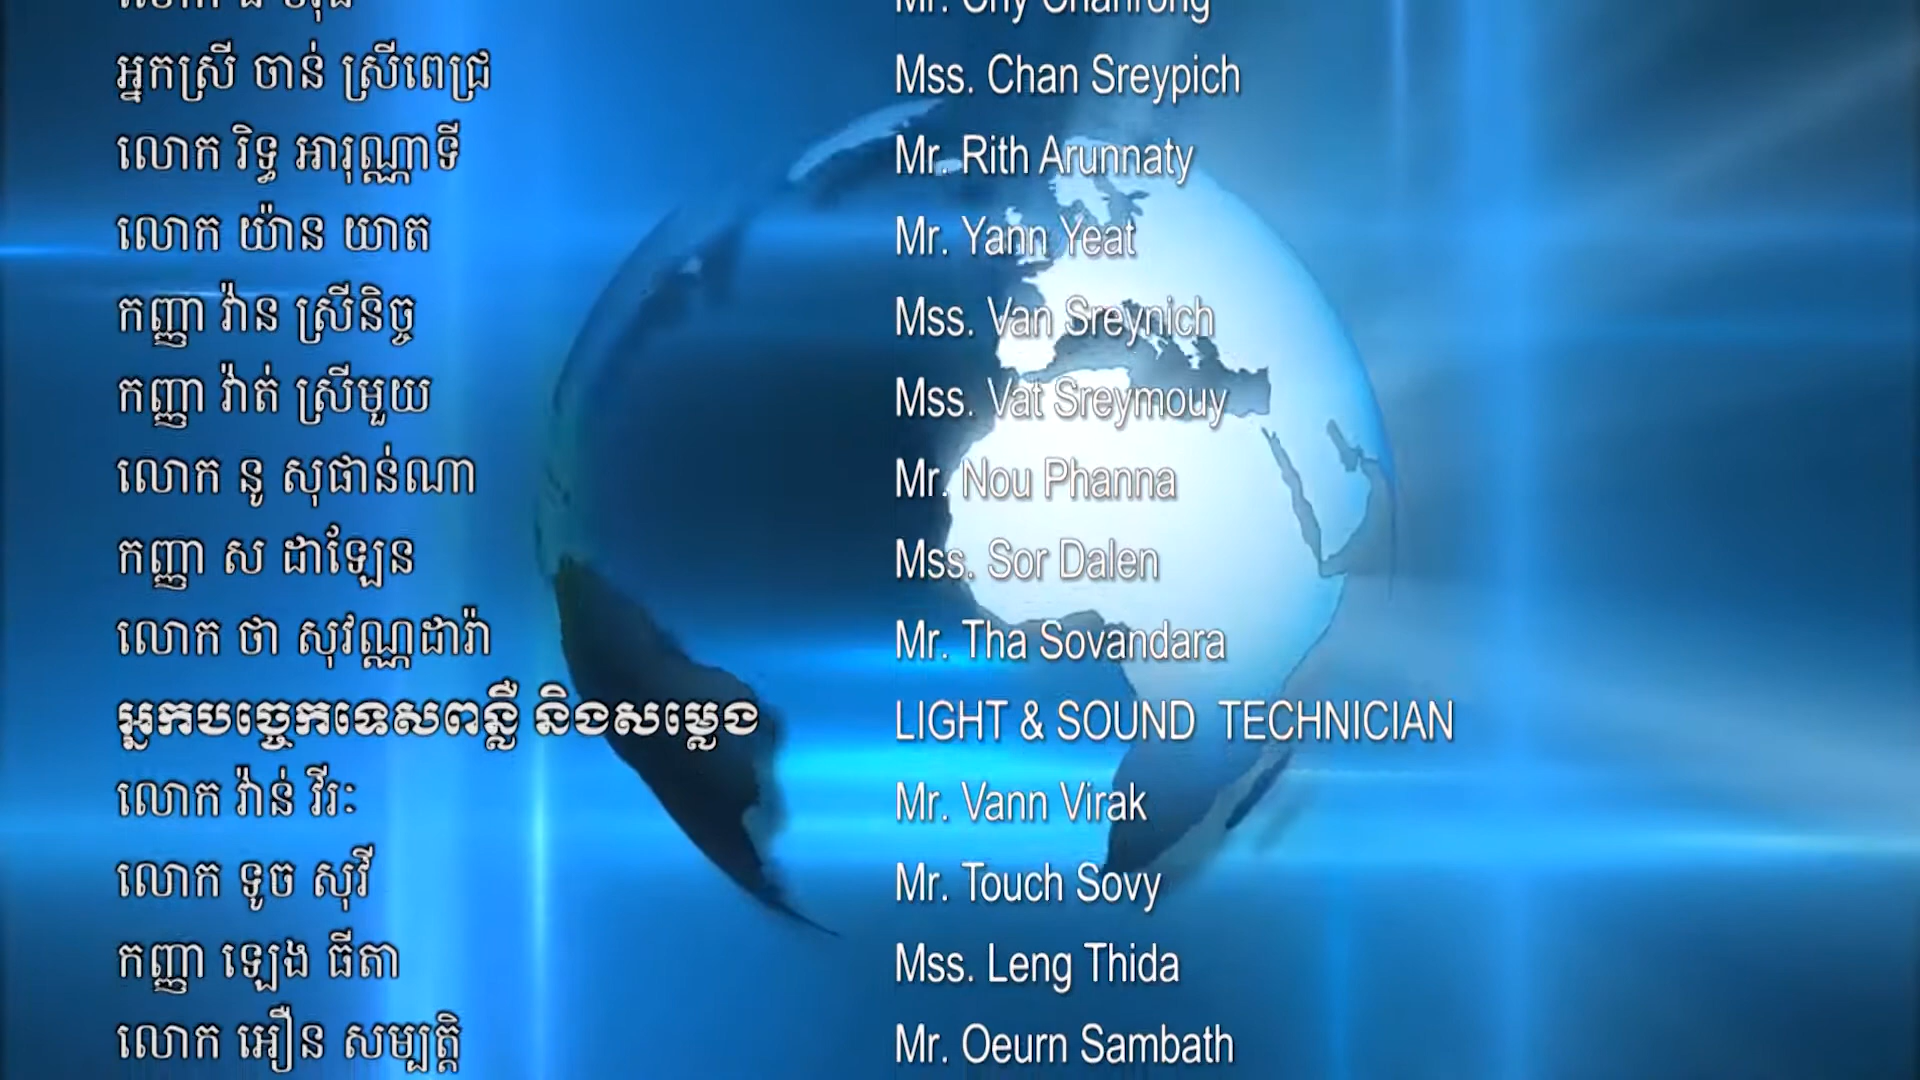 អ្នកស្រី ចាន់ ស្រីពេជ្រ Mss. Chan Sreypich
លោក រិទ្ធ អារុណ្ណាទី Mr. Rith Arunnaty
លោក យ៉ាន យាត Mr. Yann Yeat
កញ្ញា វ៉ាន ស្រីនិច្ច Mss. Van Sreynich
កញ្ញា វ៉ាត់ ស្រីមួយ Mss. Vat Sreymouy
លោក នូ សុផាន់ណា Mr. Nou Phanna
កញ្ញា ស ដាឡែន Mss. Sor Dalen
លោក ថា សុវណ្ណដារ៉ា Mr. Tha Sovandara
អ្នកបច្ចេកទេសពន្លឺ និងសម្លេង LIGHT & SOUND TECHNICIAN
លោក វ៉ាន់ វីរៈ Mr. Vann Virak
លោក ទូច សុវី Mr. Touch Sovy
កញ្ញា ឡេង ធីតា Mss. Leng Thida
លោក អឿន សម្បត្តិ Mr. Oeurn Sambath